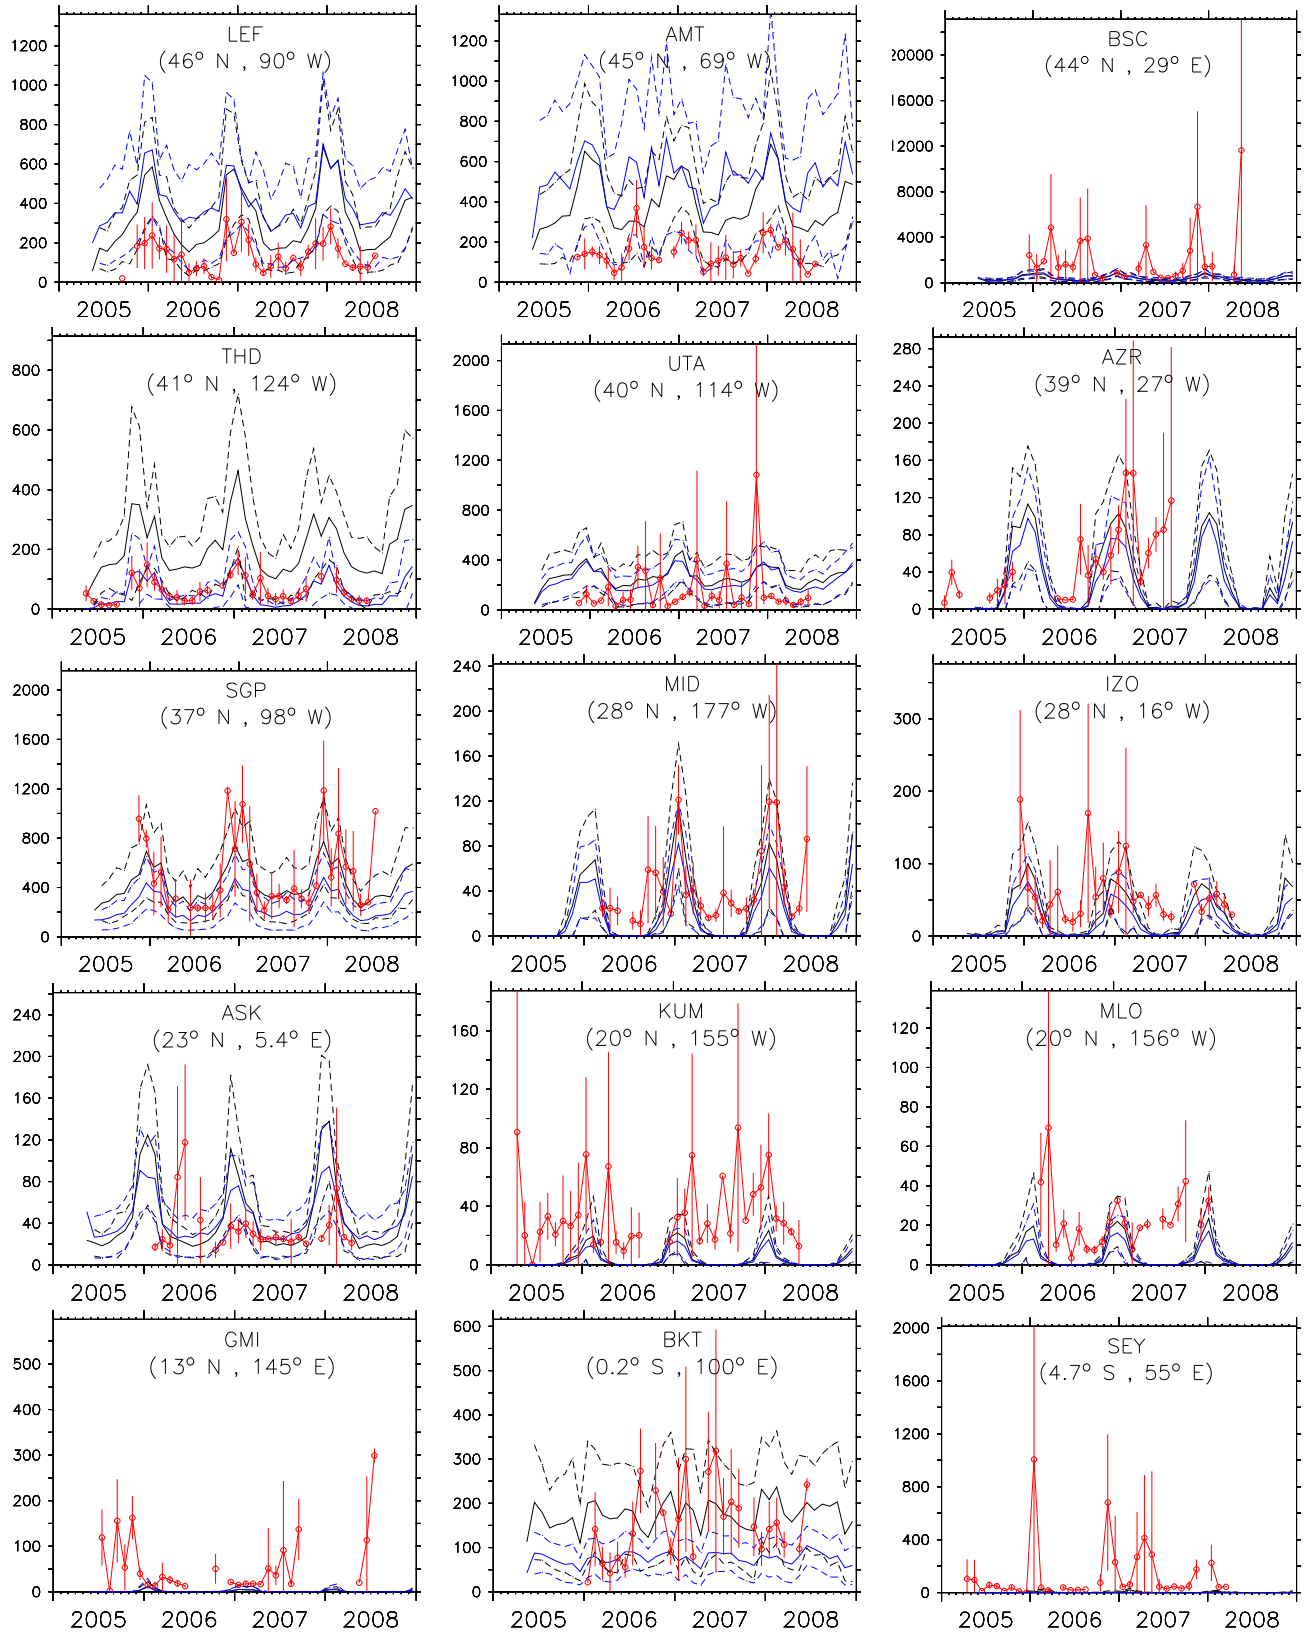 LEF
(46° N , 90° W)
1200
1000
800
600
400
200
0
2005 2006 2007 2008
AMT
(45° N , 69° W)
1200
1000
800
600
400
200
0
2005 2006 2007 2008
BSC
(44° N , 29° E)
20000
16000
12000
8000
4000
0
2005 2006 2007 2008
THD
(41° N , 124° W)
800
600
400
200
0
2005 2006 2007 2008
UTA
(40° N , 114° W)
2000
1600
1200
800
400
0
2005 2006 2007 2008
AZR
(39° N , 27° W)
280
240
200
160
120
80
40
0
2005 2006 2007 2008
SGP
(37° N , 98° W)
2000
1600
1200
800
400
0
2005 2006 2007 2008
MID
(28° N , 177° W)
240
200
160
120
80
40
0
2005 2006 2007 2008
IZO
(28° N , 16° W)
300
200
100
0
2005 2006 2007 2008
ASK
(23° N , 5.4° E)
240
200
160
120
80
40
0
2005 2006 2007 2008
KUM
(20° N , 155° W)
160
120
80
40
0
2005 2006 2007 2008
MLO
(20° N , 156° W)
120
100
80
60
40
20
0
2005 2006 2007 2008
GMI
(13° N , 145° E)
500
400
300
200
100
0
2005 2006 2007 2008
BKT
(0.2° S , 100° E)
600
500
400
300
200
100
0
2005 2006 2007 2008
SEY
(4.7° S , 55° E)
2000
1600
1200
800
400
0
2005 2006 2007 2008